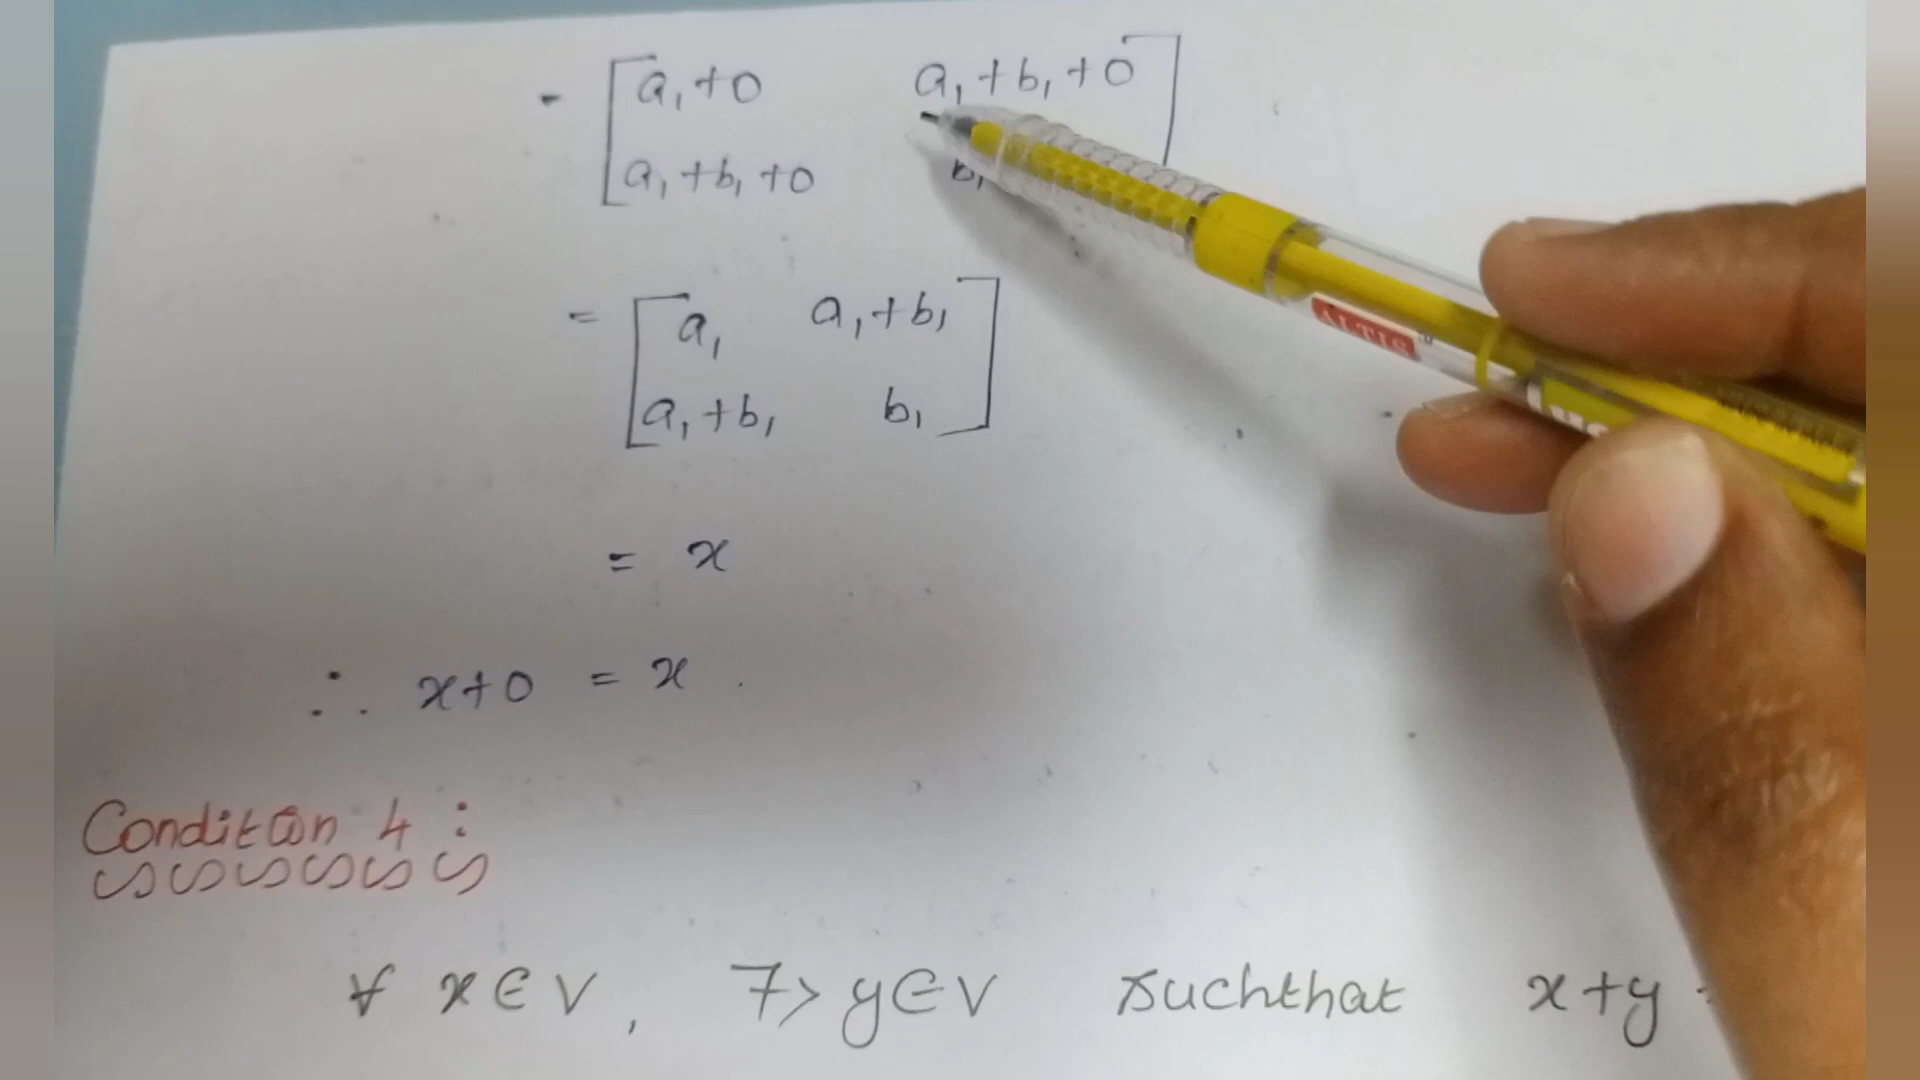 = [a₁+0 a₁+b₁+0
a₁+b₁+0 b₁ ]
= [a₁ a₁+b₁
a₁+b₁ b₁]
= x
∴ x+0 = x.
ALTIS
Condition 4 :
∀ x∈V, ∃ y∈V suchthat x+y =